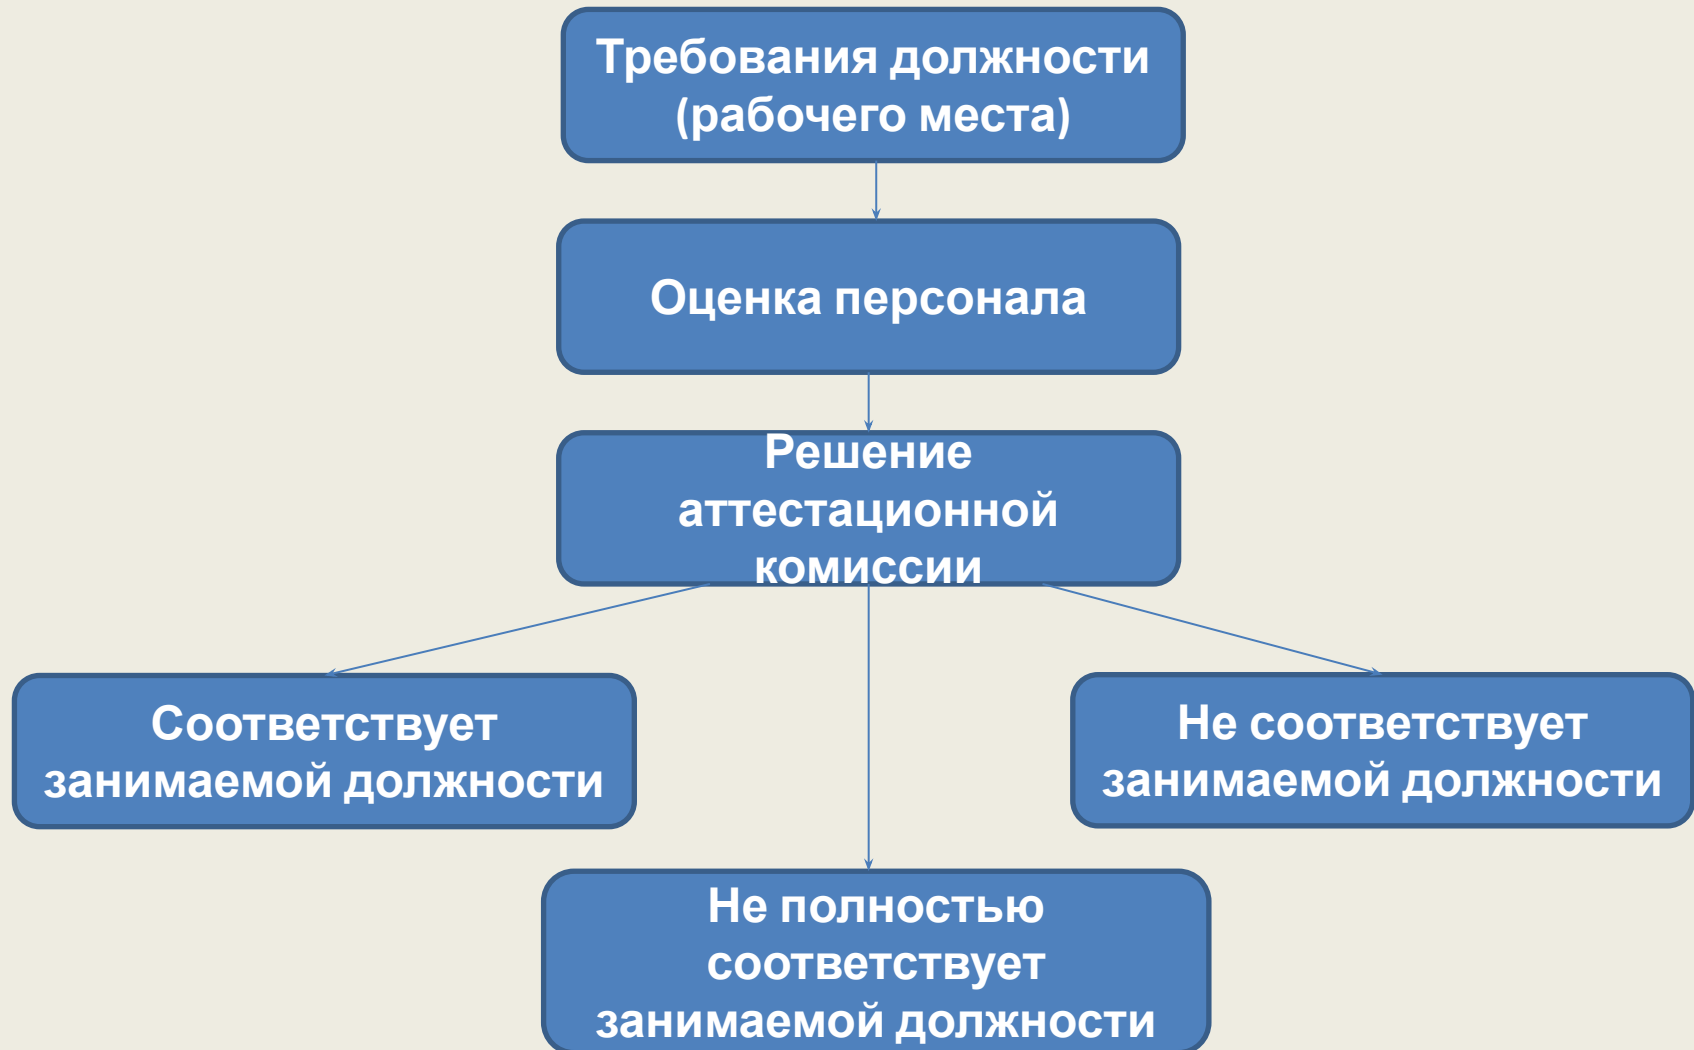 Требования должности
(рабочего места)
Оценка персонала
Решение
аттестационной
комиссии
Соответствует
занимаемой должности
Не соответствует
занимаемой должности
Не полностью
соответствует
занимаемой должности